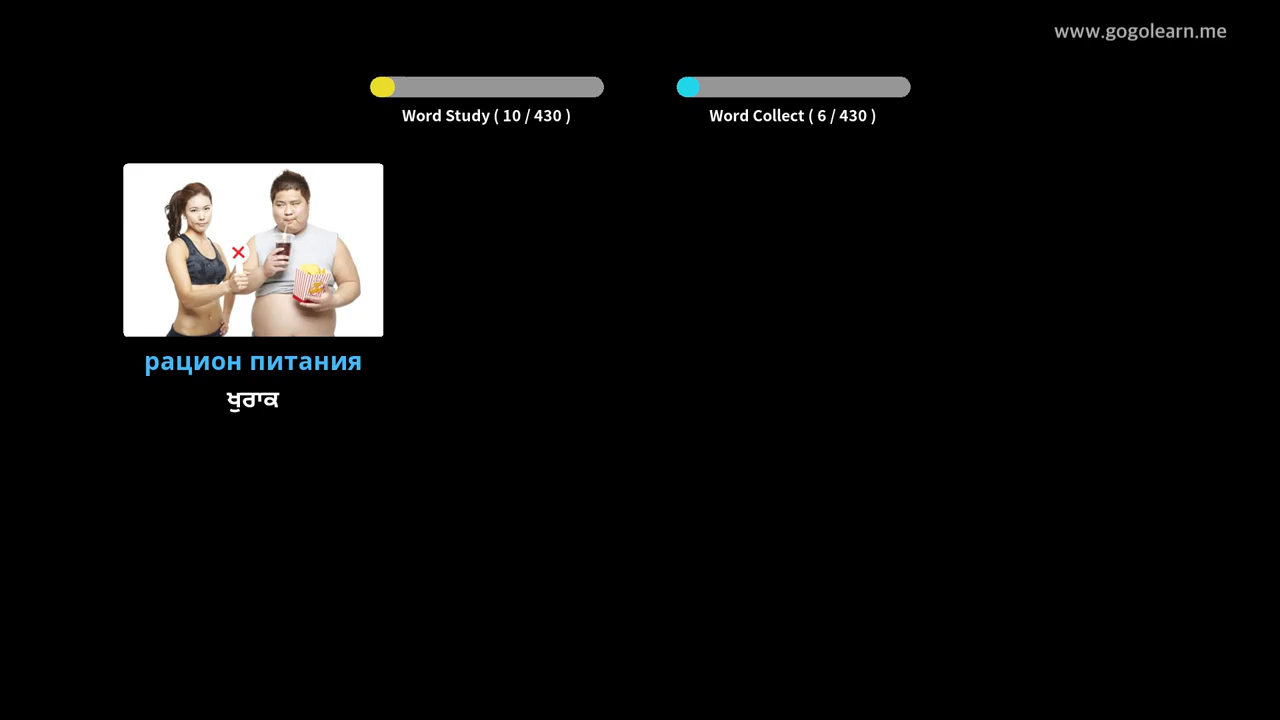 www.gogolearn.me
Word Study ( 10 / 430 )
Word Collect ( 6 / 430 )
рацион питания
ਖੁਰਾਕ